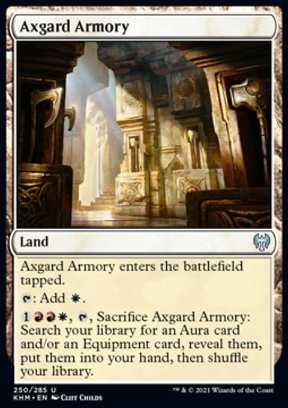 Axgard Armory
Land
Axgard Armory enters the battlefield
tapped.
: Add .
1, , Sacrifice Axgard Armory:
Search your library for an Aura card
and/or an Equipment card, reveal them,
put them into your hand, then shuffle
your library.
250/285 U
KHM • EN Cliff Childs
™ & © 2021 Wizards of the Coast